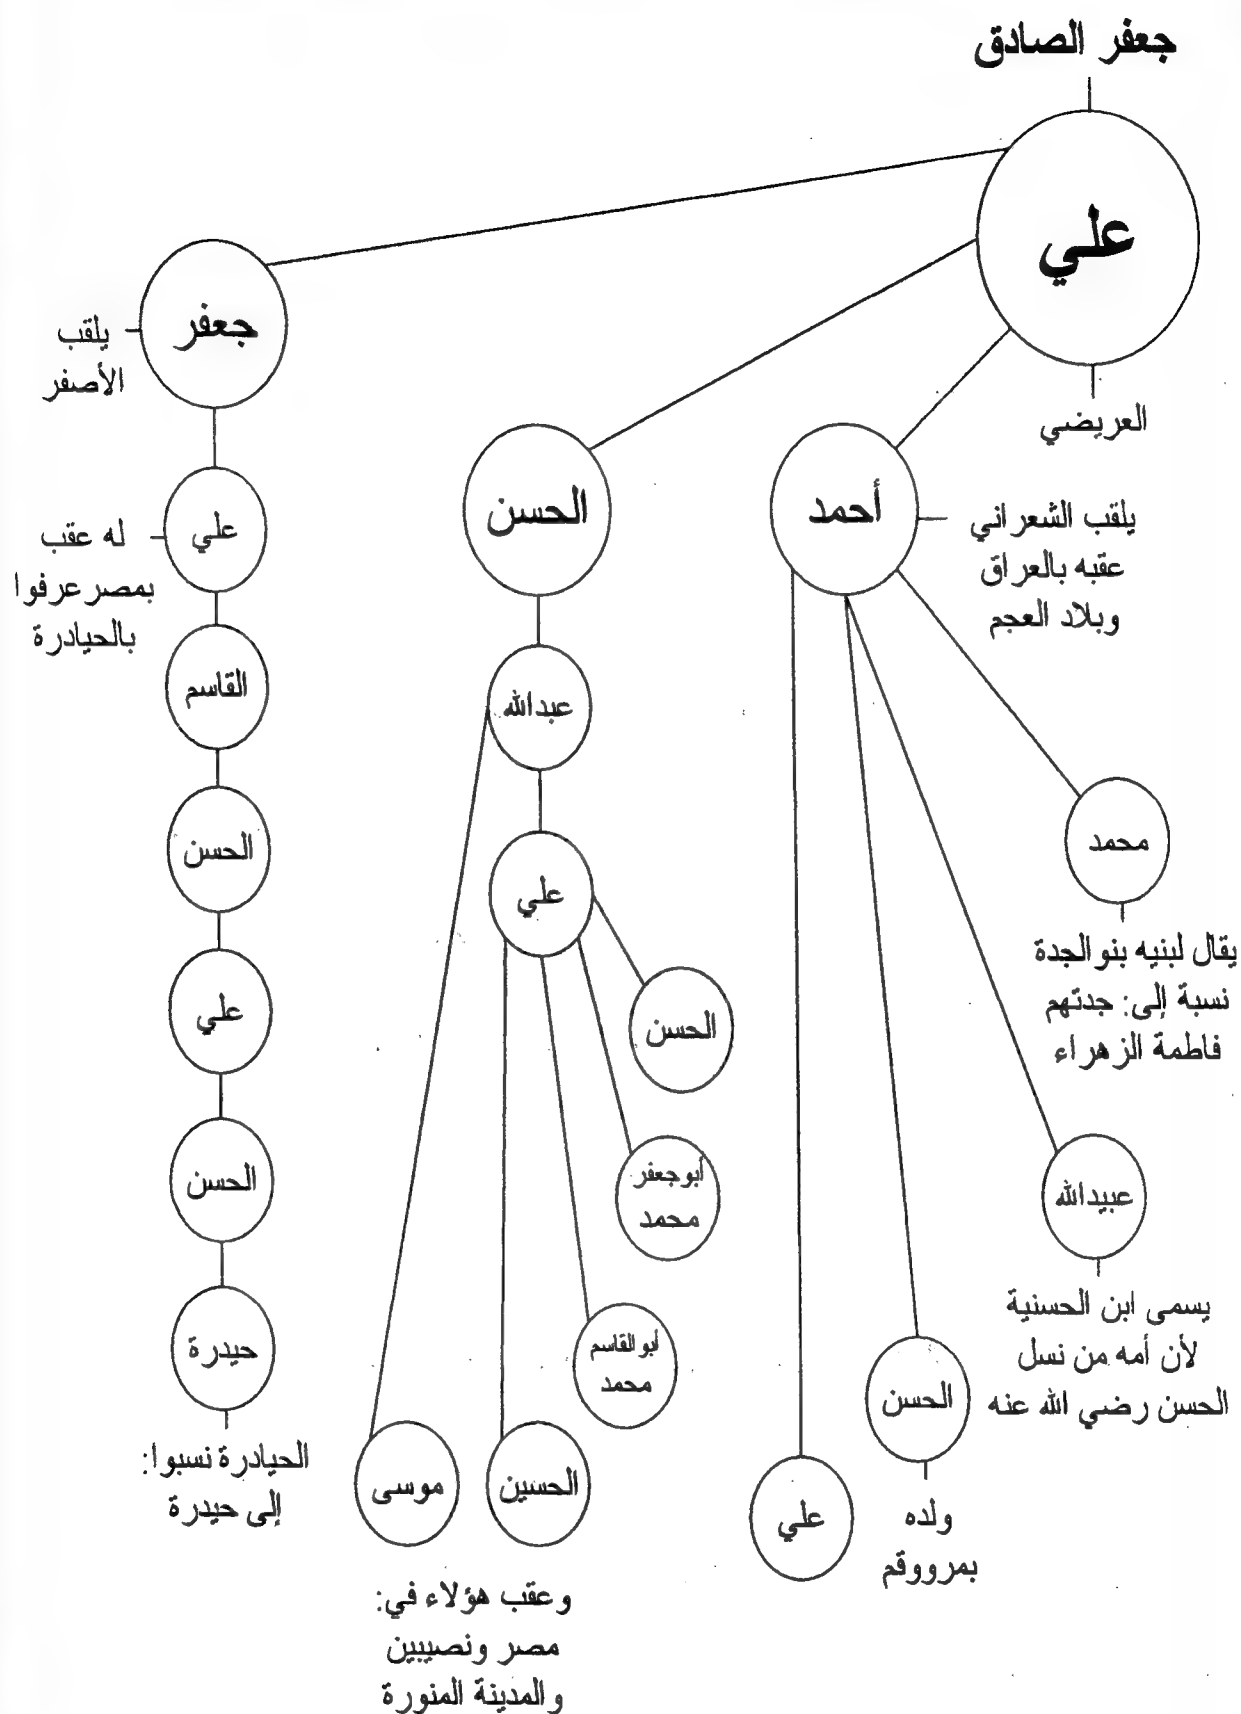 جعفر الصادق
علي
العريضي
جعفر
يلقب
الأصفر
الحسن
أحمد
يلقب الشعراني
عقبه بالعراق
وبلاد العجم
علي
له عقب
بمصر عرفوا
بالحيادرة
القاسم
عبدالله
محمد
يقال لبنيه بنو الجدة
نسبة إلى: جدتهم
فاطمة الزهراء
الحسن
علي
علي
الحسن
الحسن
أبو جعفر
محمد
عبيدالله
يسمى ابن الحسنية
لأن أمه من نسل
الحسن رضي الله عنه
حيدرة
الحيادرة نسبوا:
إلى حيدرة
أبو القاسم
محمد
الحسن
ولده
بمرو وقم
موسى
الحسين
علي
وعقب هؤلاء في:
مصر ونصيبين
والمدينة المنورة